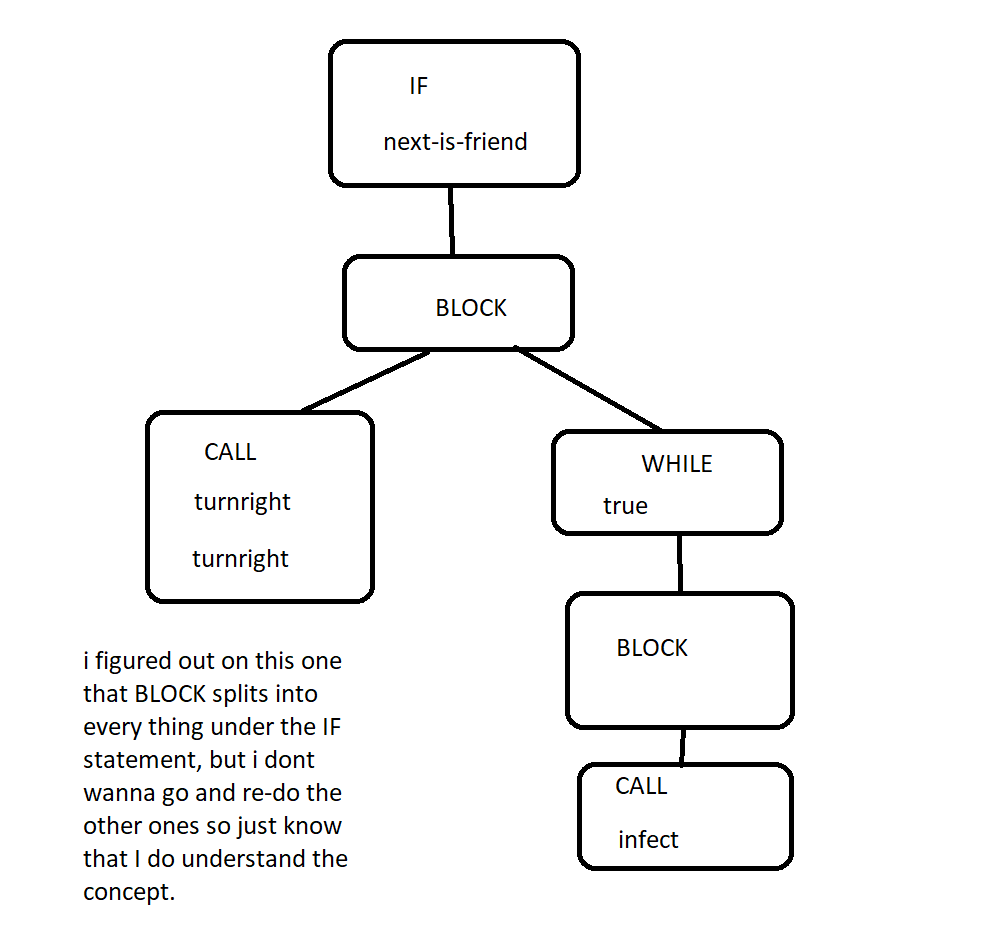 IF
next-is-friend
BLOCK
CALL
turnright
turnright
WHILE
true
BLOCK
CALL
infect
i figured out on this one
that BLOCK splits into
every thing under the IF
statement, but i dont
wanna go and re-do the
other ones so just know
that I do understand the
concept.